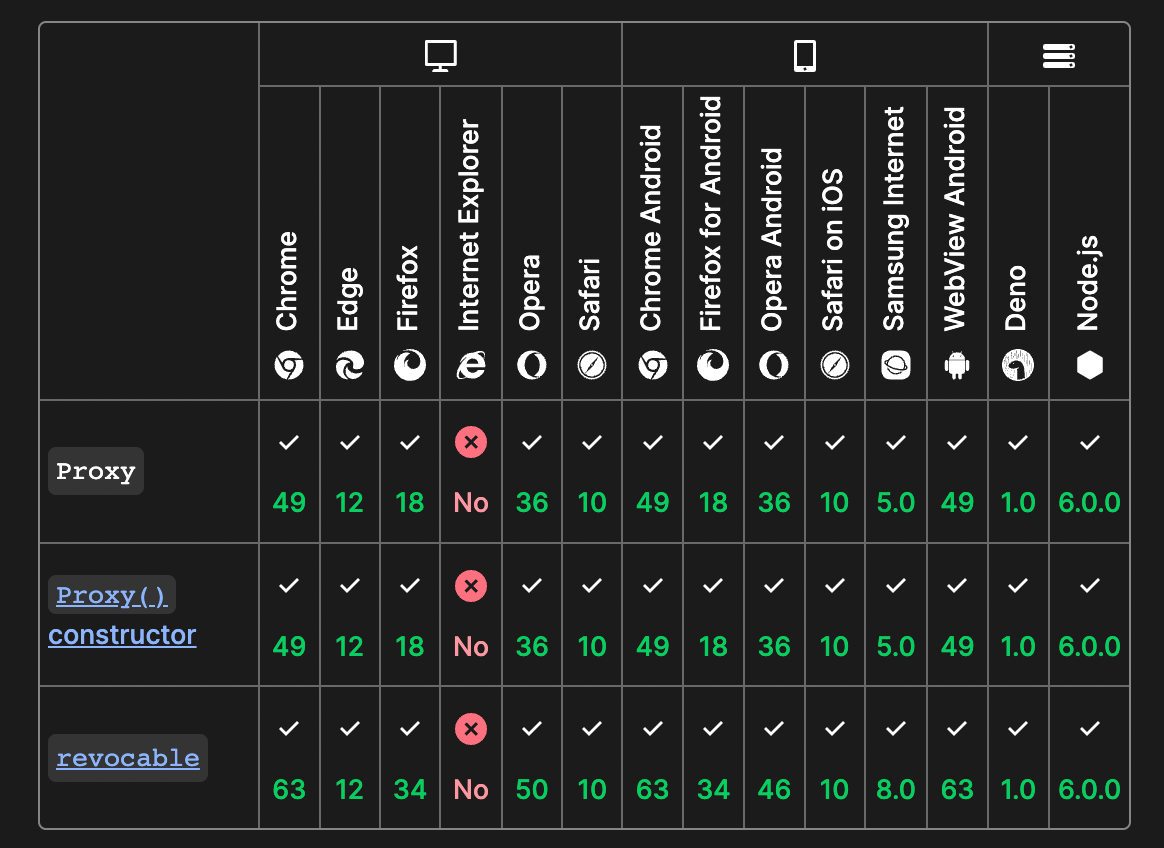 Chrome
Edge
Firefox
Internet Explorer
Opera
Safari
Chrome Android
Firefox for Android
Opera Android
Safari on iOS
Samsung Internet
WebView Android
Deno
Node.js
Proxy
49 12 18 No 36 10 49 18 36 10 5.0 49 1.0 6.0.0
Proxy()
constructor
49 12 18 No 36 10 49 18 36 10 5.0 49 1.0 6.0.0
revocable
63 12 34 No 50 10 63 34 46 10 8.0 63 1.0 6.0.0